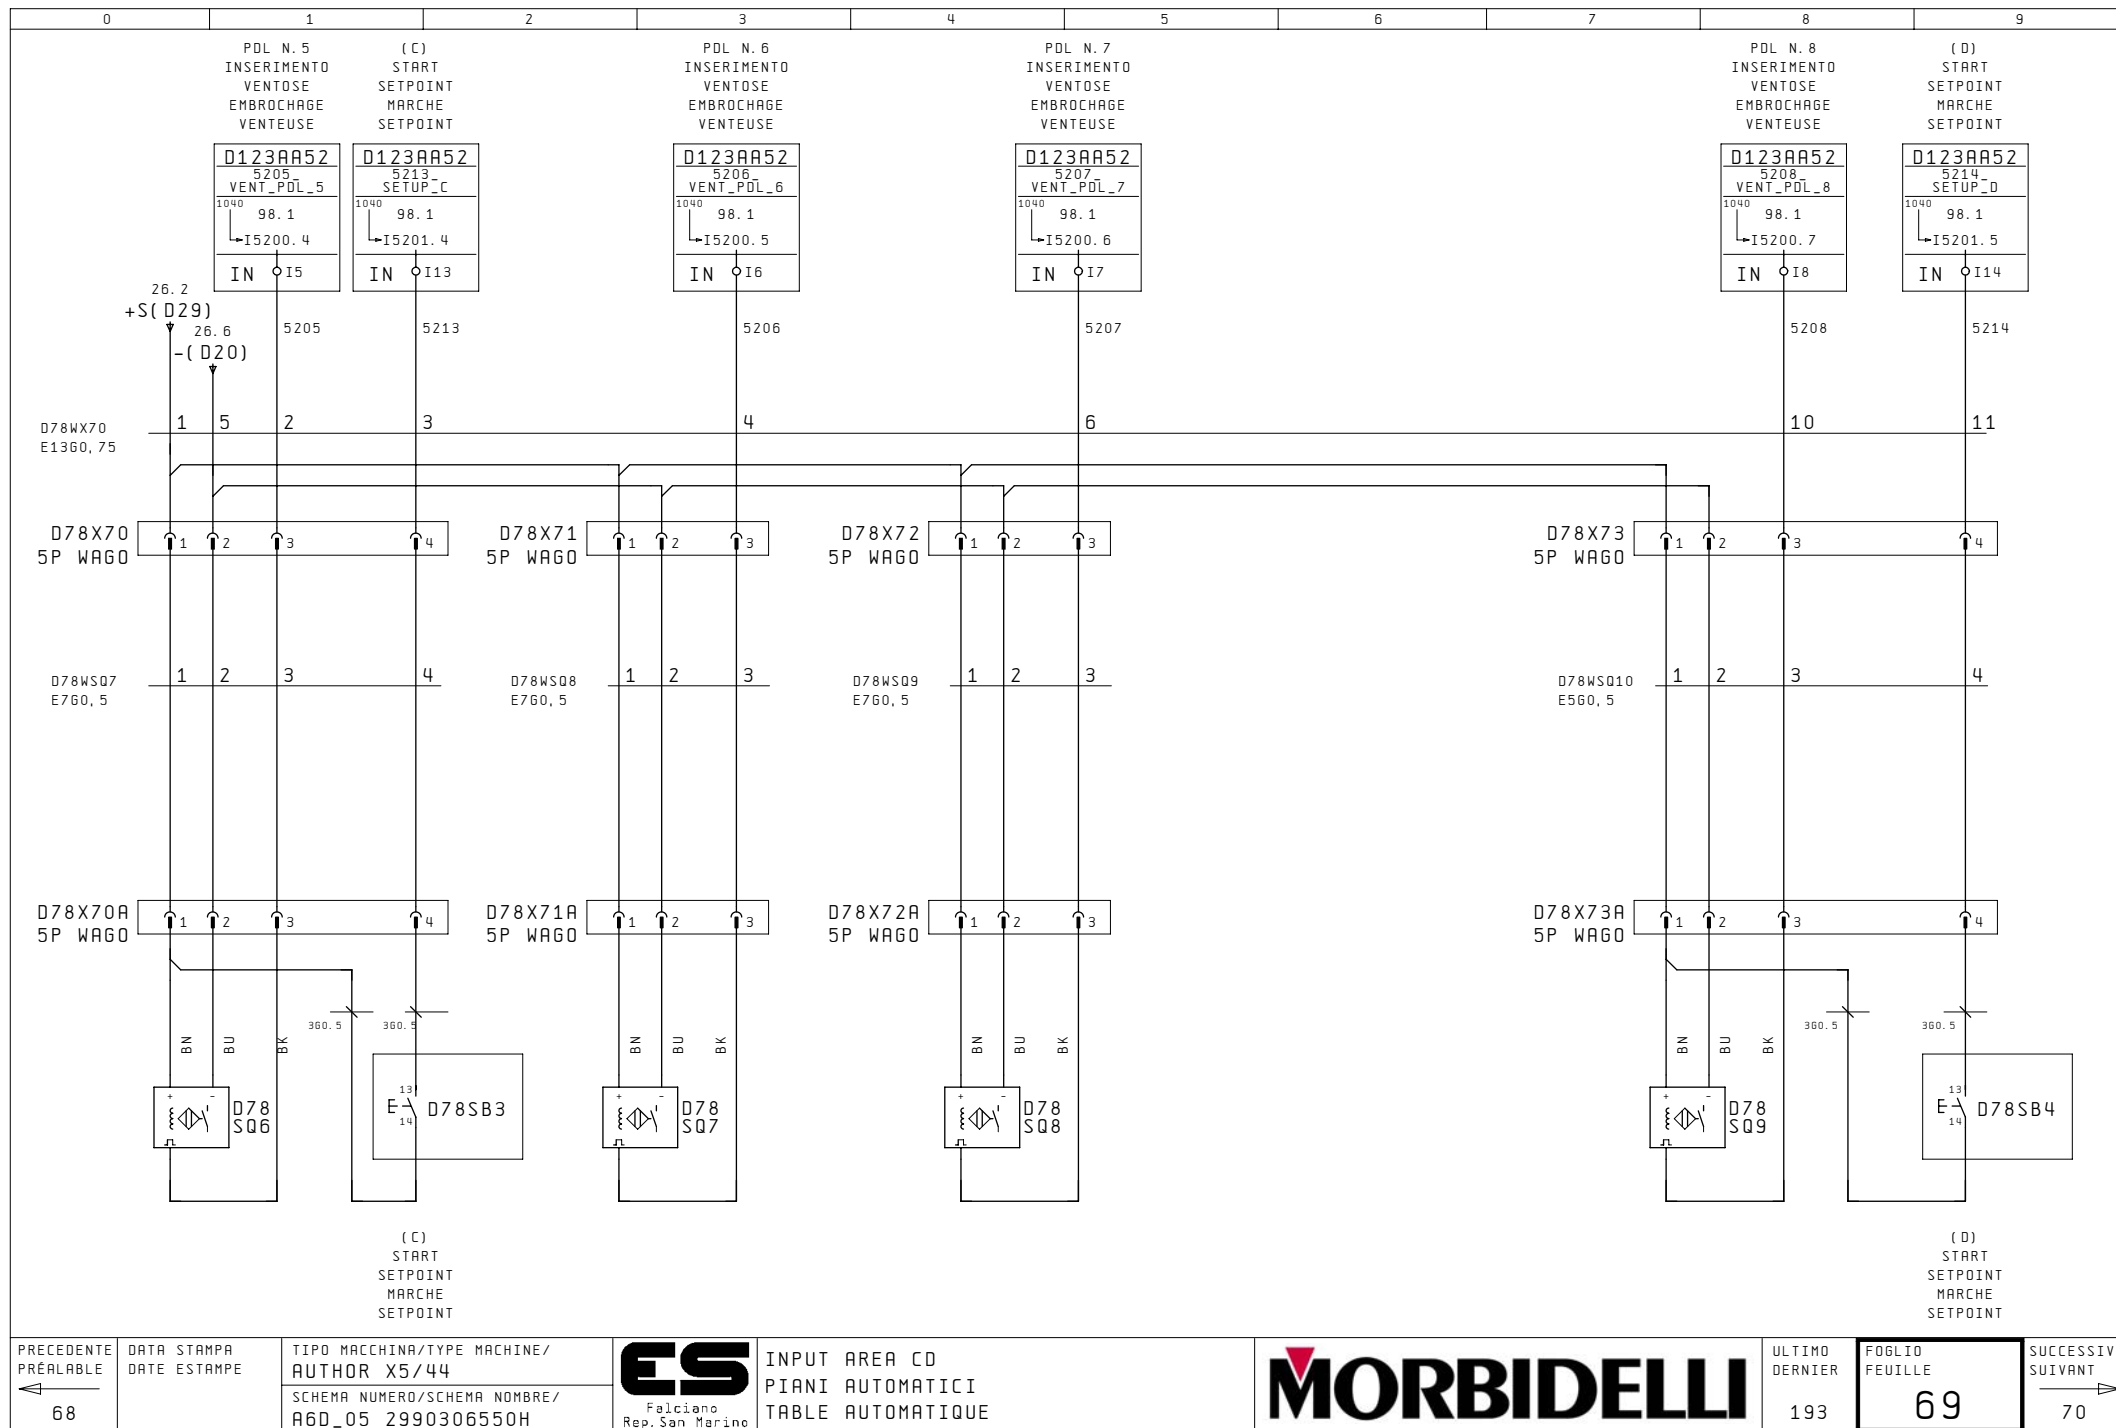 0 1 2 3 4 5 6 7 8 9
PDL N.5
INSERIMENTO
VENTOSE
EMBROCHAGE
VENTEUSE
(C)
START
SETPOINT
MARCHE
SETPOINT
PDL N.6
INSERIMENTO
VENTOSE
EMBROCHAGE
VENTEUSE
PDL N.7
INSERIMENTO
VENTOSE
EMBROCHAGE
VENTEUSE
PDL N.8
INSERIMENTO
VENTOSE
EMBROCHAGE
VENTEUSE
(D)
START
SETPOINT
MARCHE
SETPOINT
D123AA52
5205_
VENT_PDL_5
1040
98.1
I5200.4
IN I5
D123AA52
5213_
SETUP_C
1040
98.1
I5201.4
IN I13
D123AA52
5206_
VENT_PDL_6
1040
98.1
I5200.5
IN I6
D123AA52
5207_
VENT_PDL_7
1040
98.1
I5200.6
IN I7
D123AA52
5208_
VENT_PDL_8
1040
98.1
I5200.7
IN I8
D123AA52
5214_
SETUP_D
1040
98.1
I5201.5
IN I14
26.2
+S(D29)
26.6
-(D20)
5205 5213 5206 5207 5208 5214
D78WX70
E13G0,75
1 5 2 3 4 6 10 11
D78X70
5P WAGO
1 2 3 4
D78X71
5P WAGO
1 2 3
D78X72
5P WAGO
1 2 3
D78X73
5P WAGO
1 2 3 4
D78WSQ7
E7G0,5
1 2 3 4
D78WSQ8
E7G0,5
1 2 3
D78WSQ9
E7G0,5
1 2 3
D78WSQ10
E5G0,5
1 2 3 4
D78X70A
5P WAGO
1 2 3 4
D78X71A
5P WAGO
1 2 3
D78X72A
5P WAGO
1 2 3
D78X73A
5P WAGO
1 2 3 4
3G0.5 3G0.5 3G0.5 3G0.5
BN BU BK BN BU BK BN BU BK BN BU BK
+ -
D78
SQ6
13
E
14
D78SB3
+ -
D78
SQ7
+ -
D78
SQ8
+ -
D78
SQ9
13
E
14
D78SB4
(C)
START
SETPOINT
MARCHE
SETPOINT
(D)
START
SETPOINT
MARCHE
SETPOINT
PRECEDENTE
PRÉALABLE
68
DATA STAMPA
DATE ESTAMPE
TIPO MACCHINA/TYPE MACHINE/
AUTHOR X5/44
SCHEMA NUMERO/SCHEMA NOMBRE/
A6D_05 2990306550H
ES
Falciano
Rep.San Marino
INPUT AREA CD
PIANI AUTOMATICI
TABLE AUTOMATIQUE
MORBIDELLI
ULTIMO
DERNIER
193
FOGLIO
FEUILLE
69
SUCCESSIV
SUIVANT
70